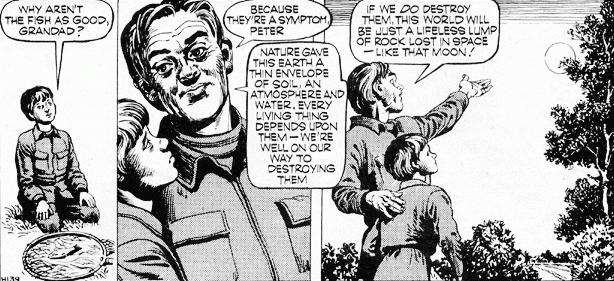 WHY AREN'T
THE FISH AS GOOD,
GRANDAD?
BECAUSE
THEY'RE A SYMPTOM,
PETER
NATURE GAVE
THIS EARTH A
THIN ENVELOPE
OF SOIL, AN
ATMOSPHERE AND
WATER. EVERY
LIVING THING
DEPENDS UPON
THEM — WE'RE
WELL ON OUR
WAY TO
DESTROYING
THEM
IF WE DO DESTROY
THEM, THIS WORLD WILL
BE JUST A LIFELESS LUMP
OF ROCK LOST IN SPACE
— LIKE THAT MOON!
H139